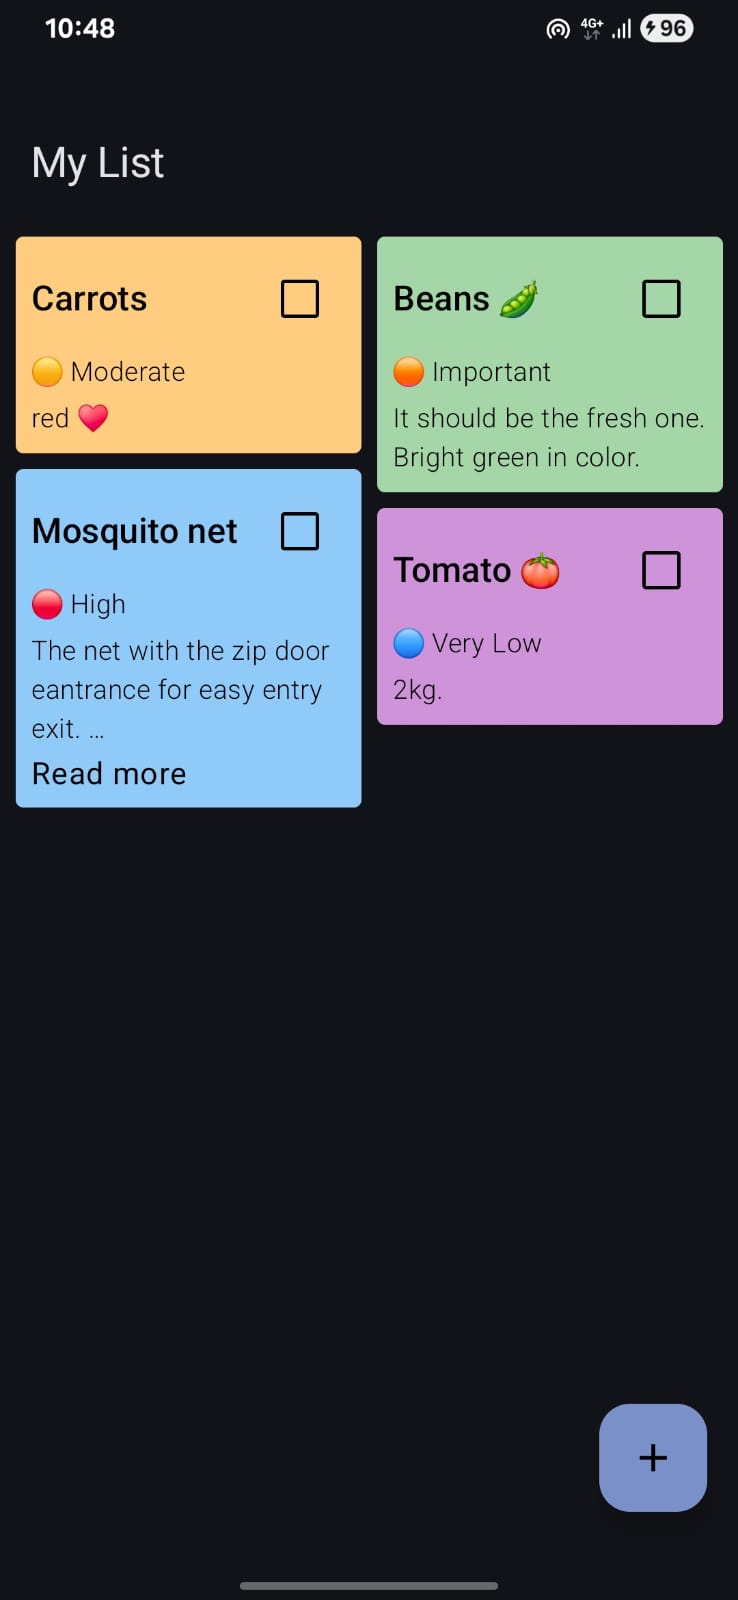 10:48
4G+
96
My List
Carrots
🟡 Moderate
red ❤️
Beans 🫛
🟠 Important
It should be the fresh one.
Bright green in color.
Mosquito net
🔴 High
The net with the zip door
eantrance for easy entry
exit. ...
Read more
Tomato 🍅
🔵 Very Low
2kg.
+